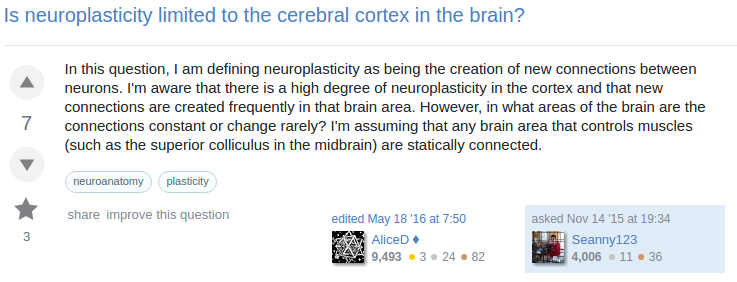 Is neuroplasticity limited to the cerebral cortex in the brain?
In this question, I am defining neuroplasticity as being the creation of new connections between
neurons. I'm aware that there is a high degree of neuroplasticity in the cortex and that new
connections are created frequently in that brain area. However, in what areas of the brain are the
connections constant or change rarely? I'm assuming that any brain area that controls muscles
(such as the superior colliculus in the midbrain) are statically connected.
7
3
neuroanatomy plasticity
share improve this question
edited May 18 '16 at 7:50
AliceD ♦
9,493 ● 3 ● 24 ● 82
asked Nov 14 '15 at 19:34
Seanny123
4,006 ● 11 ● 36